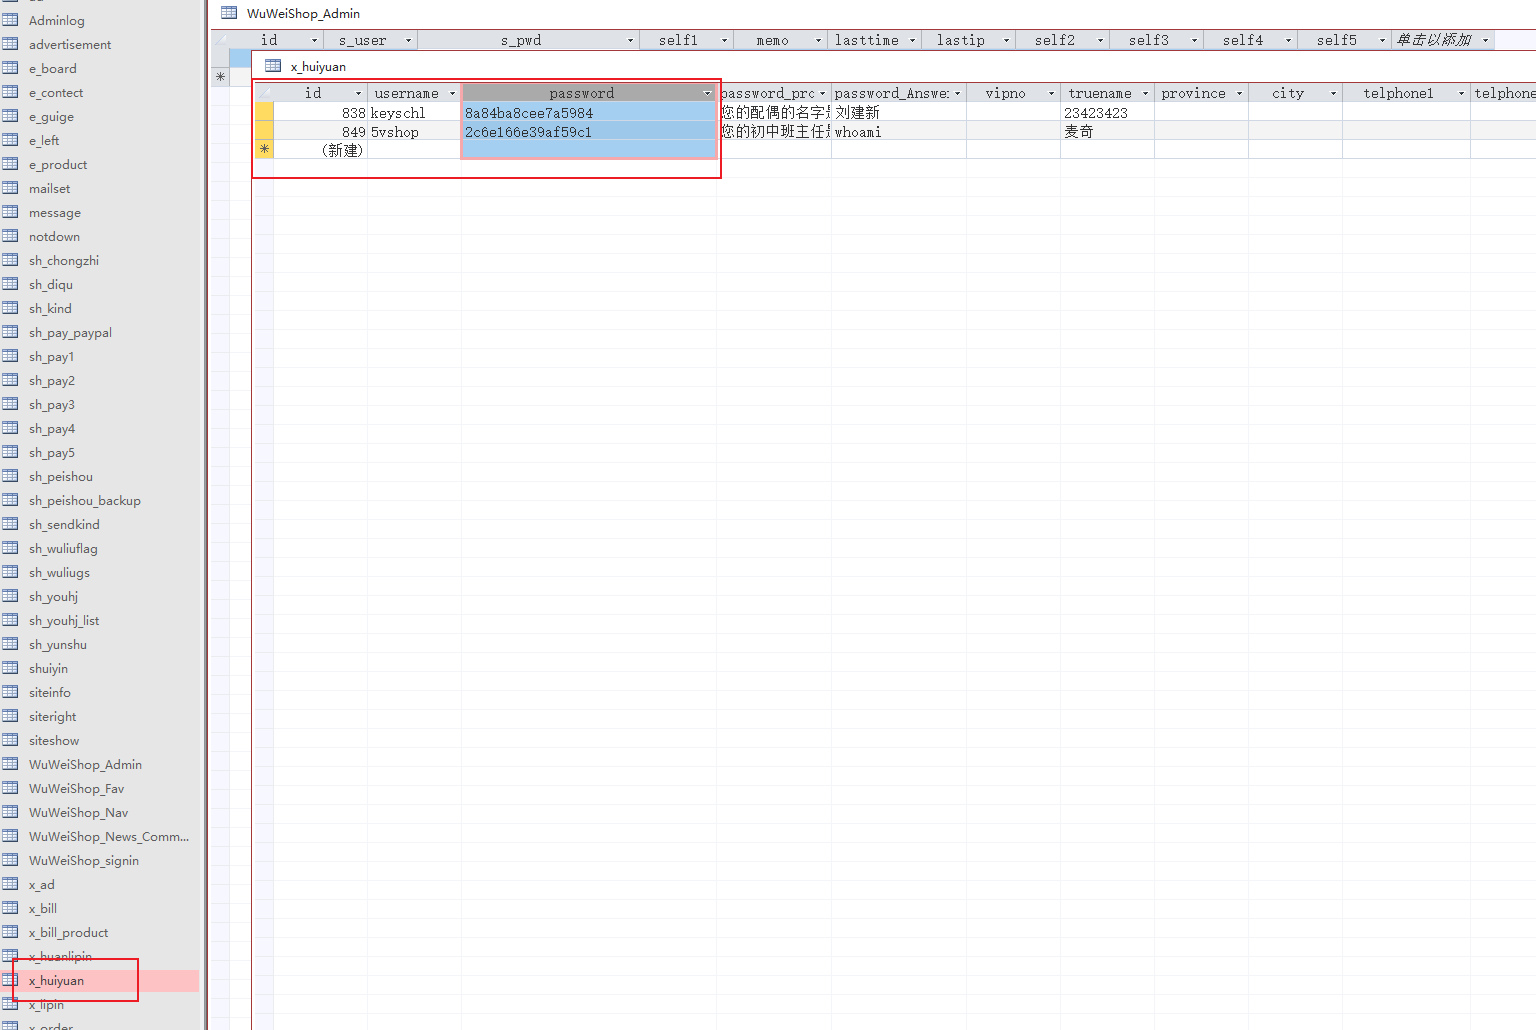 Adminlog
advertisement
e_board
e_contect
e_guige
e_left
e_product
mailset
message
notdown
sh_chongzhi
sh_diqu
sh_kind
sh_pay_paypal
sh_pay1
sh_pay2
sh_pay3
sh_pay4
sh_pay5
sh_peishou
sh_peishou_backup
sh_sendkind
sh_wuliuflag
sh_wuliugs
sh_youhj
sh_youhj_list
sh_yunshu
shuiyin
siteinfo
siteright
siteshow
WuWeiShop_Admin
WuWeiShop_Fav
WuWeiShop_Nav
WuWeiShop_News_Comm...
WuWeiShop_signin
x_ad
x_bill
x_bill_product
x_huanlipin
x_huiyuan
x_lipin
x_order
WuWeiShop_Admin
id s_user s_pwd self1 memo lasttime lastip self2 self3 self4 self5 单击以添加
x_huiyuan
id username password password_pro password_Answe: vipno truename province city telphone1 telphone
838 keyschl 8a84ba8cee7a5984 您的配偶的名字是 刘建新 23423423
849 5vshop 2c6e166e39af59c1 您的初中班主任是 whoami 麦奇
* (新建)
*